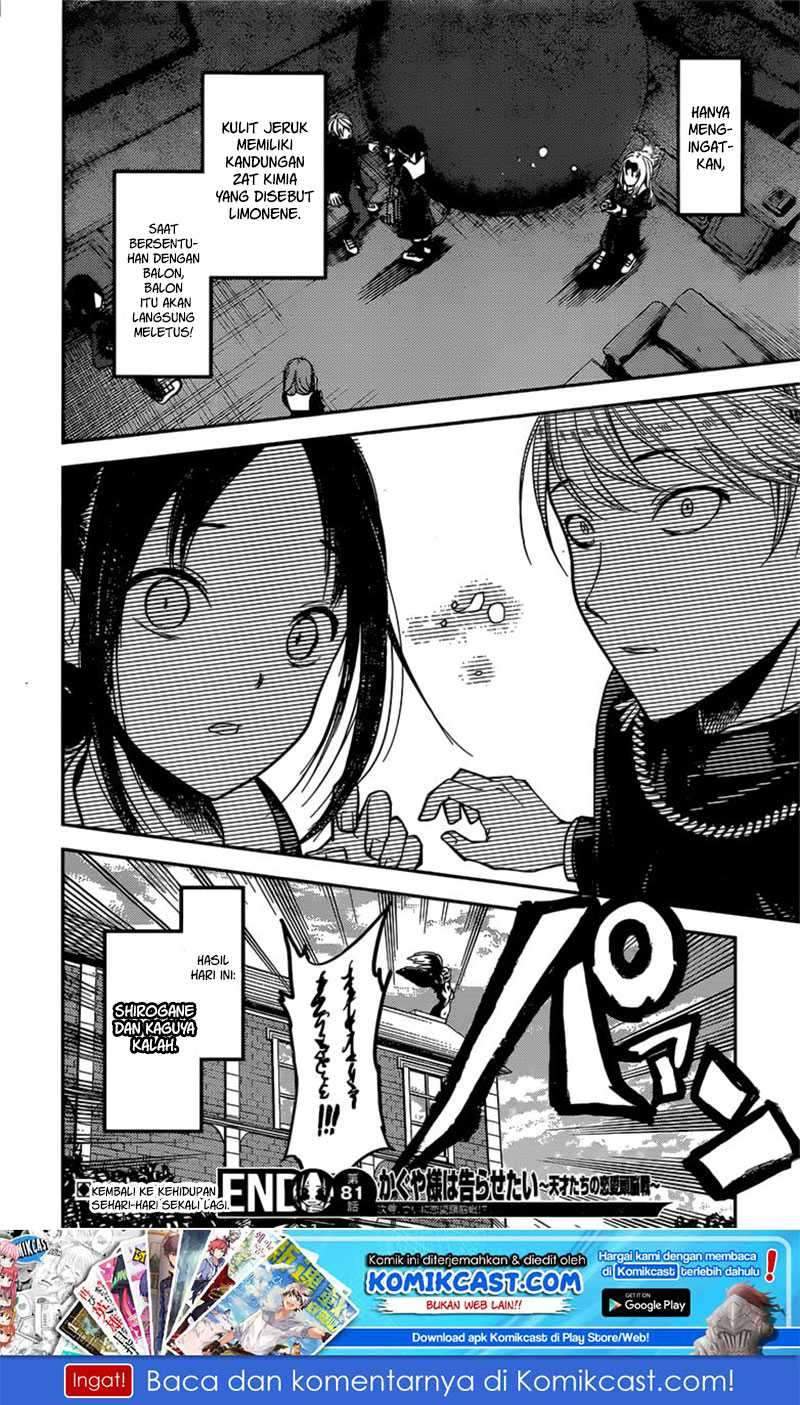 HANYA
MENG-
INGAT-
KAN,
KULIT JERUK
MEMILIKI
KANDUNGAN
ZAT KIMIA
YANG DISEBUT
LIMONENE.
SAAT
BERSENTU-
HAN DENGAN
BALON,
BALON
ITU AKAN
LANGSUNG
MELETUS!
パァン
HASIL
HARI INI:
SHIROGANE
DAN KAGUYA
KALAH.
KEMBALI KE KEHIDUPAN
SEHARI-HARI SEKALI LAGI.
END
第
81
話
かぐや様は告らせたい
~天才たちの恋愛頭脳戦~
KOMIKCAST
Komik ini diterjemahkan & diedit oleh
KOMIKCAST.COM
BUKAN WEB LAIN!!
Hargai kami dengan membaca
di Komikcast terlebih dahulu !
GET IT ON
Google Play
Download apk Komikcast di Play Store/Web!
Ingat! Baca dan komentarnya di Komikcast.com!